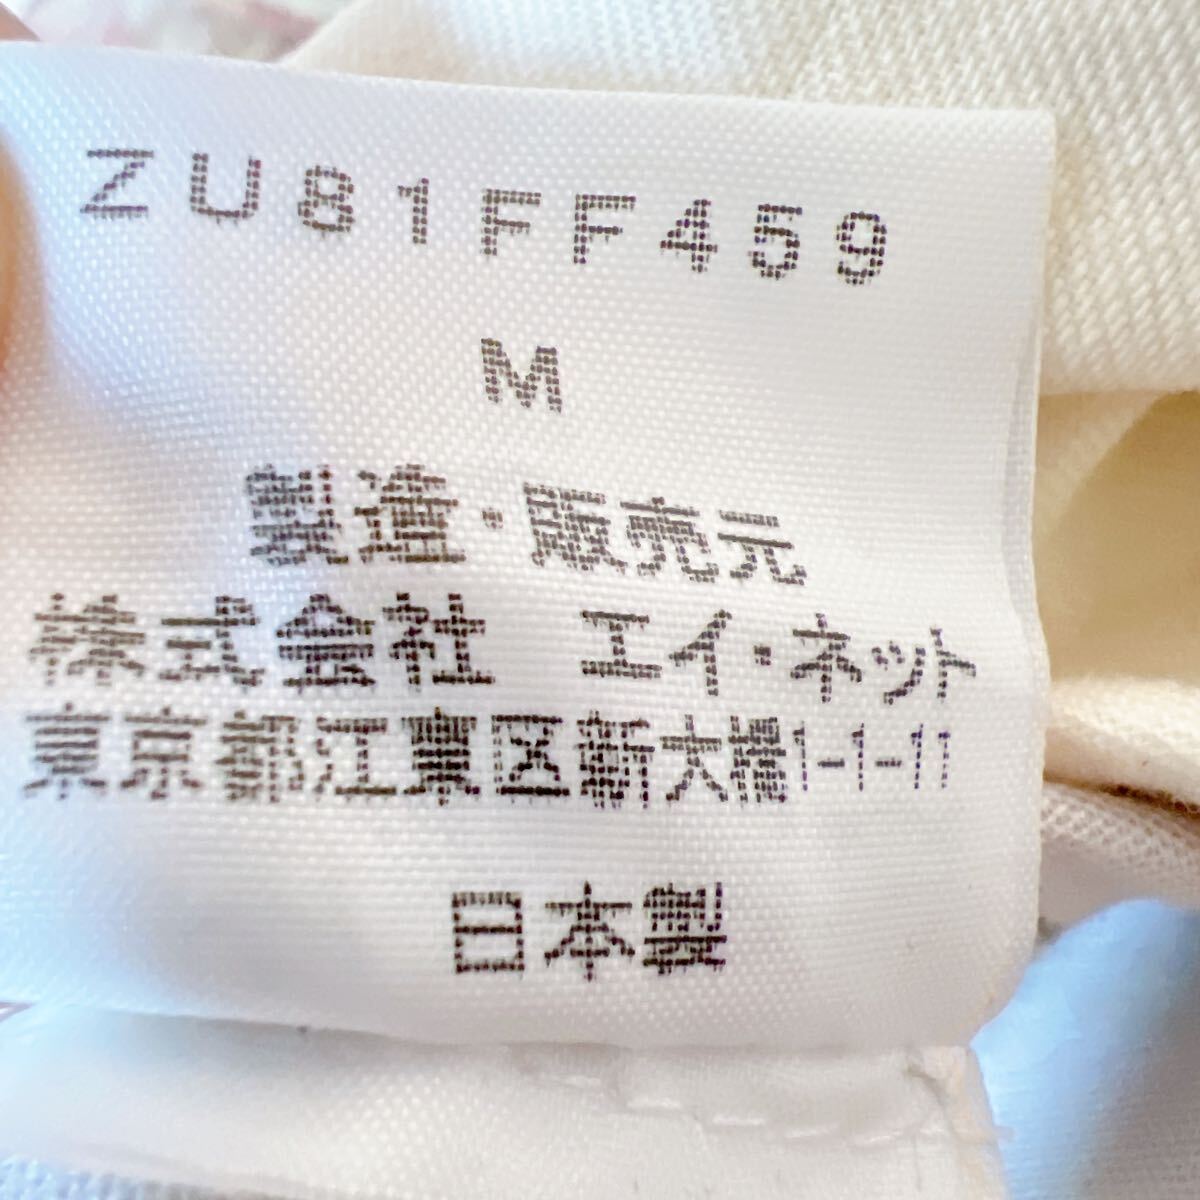 ZU81FF459
M
製造・販売元
株式会社 エイ・ネット
東京都江東区新大橋1-1-11
日本製